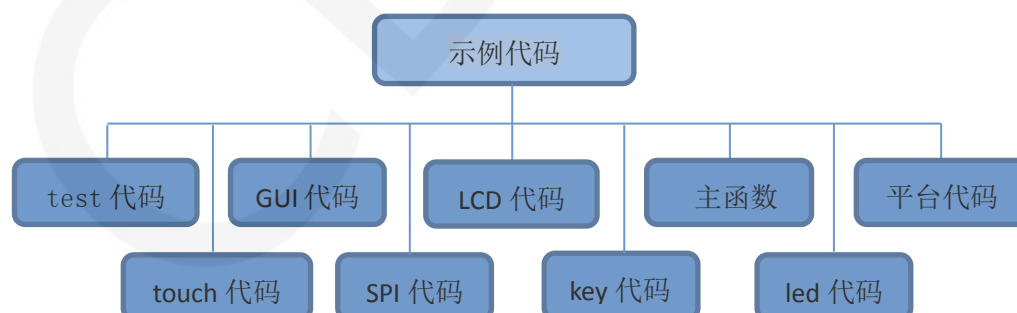 示例代码
test 代码
GUI 代码
LCD 代码
主函数
平台代码
touch 代码
SPI 代码
key 代码
led 代码